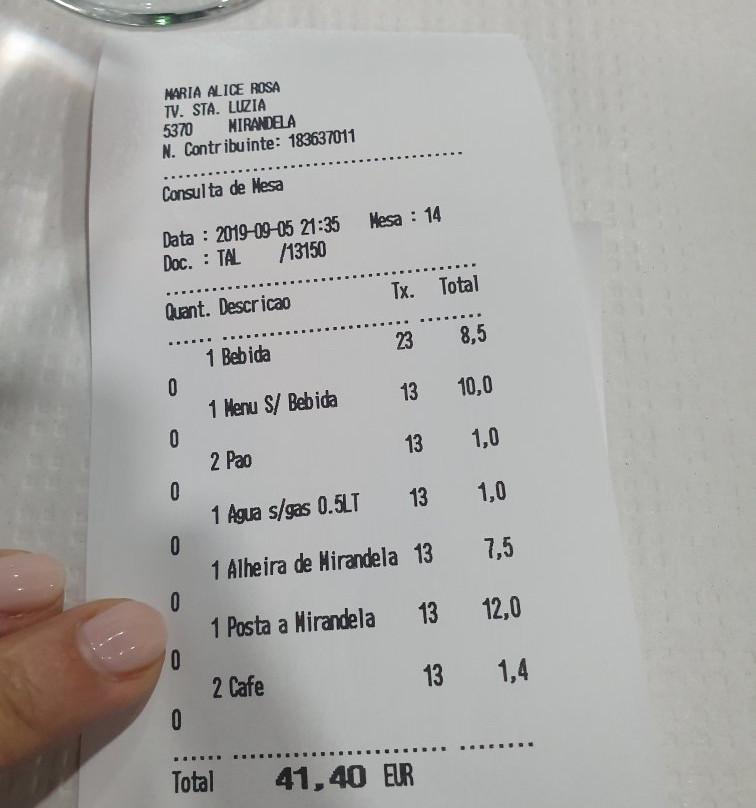 MARIA ALICE ROSA
TV. STA. LUZIA
5370 MIRANDELA
N. Contribuinte: 183637011
Consulta de Mesa
Data : 2019-09-05 21:35 Mesa : 14
Doc. : TAL /13150
Quant. Descricao Tx. Total
1 Bebida 23 8,5
0
1 Menu S/ Bebida 13 10,0
0
2 Pao 13 1,0
0
1 Agua s/gas 0.5LT 13 1,0
0
1 Alheira de Mirandela 13 7,5
0
1 Posta a Mirandela 13 12,0
0
2 Cafe 13 1,4
0
Total 41,40 EUR